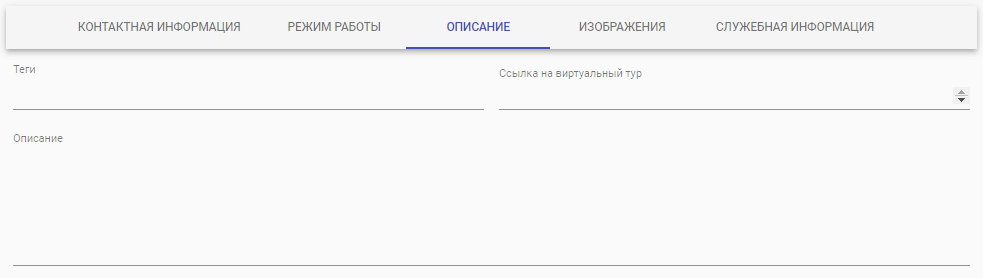 КОНТАКТНАЯ ИНФОРМАЦИЯ РЕЖИМ РАБОТЫ ОПИСАНИЕ ИЗОБРАЖЕНИЯ СЛУЖЕБНАЯ ИНФОРМАЦИЯ
Теги Ссылка на виртуальный тур
Описание